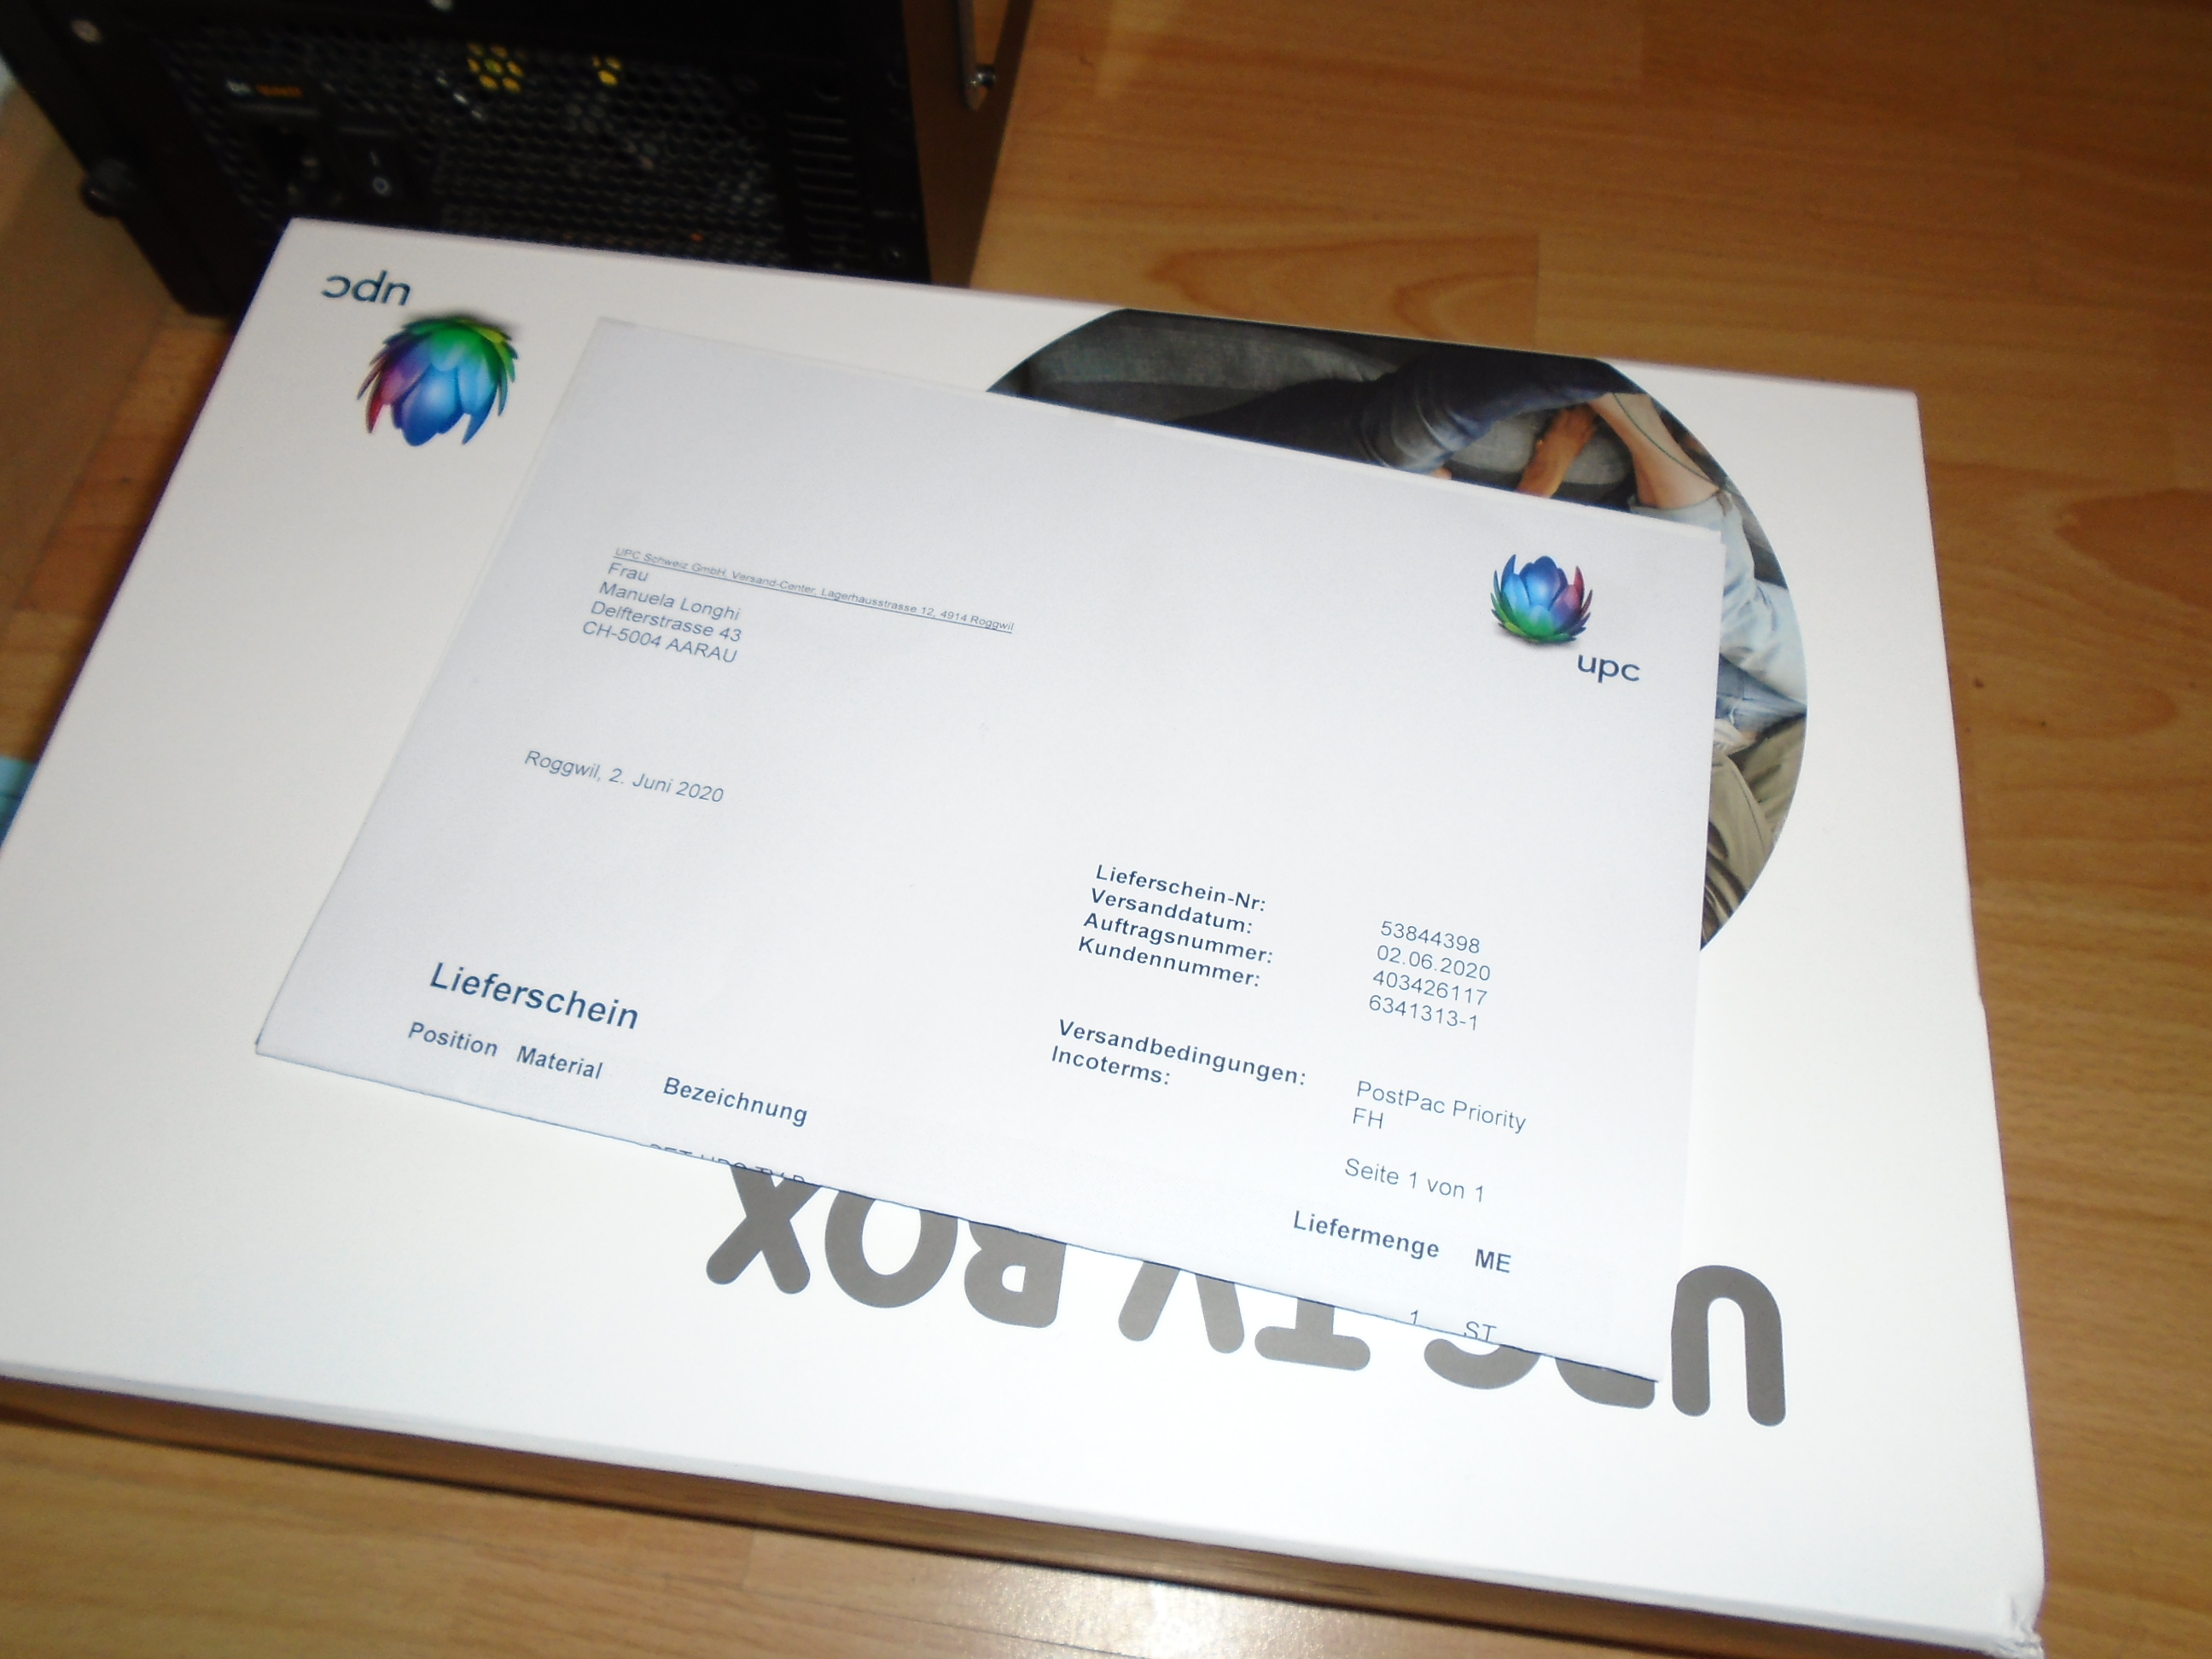 upc
UPC Schweiz GmbH, Versand-Center, Lagerhausstrasse 12, 4914 Roggwil
Frau
Manuela Longhi
Delfterstrasse 43
CH-5004 AARAU
upc
Roggwil, 2. Juni 2020
Lieferschein-Nr: 53844398
Versanddatum: 02.06.2020
Auftragsnummer: 403426117
Kundennummer: 6341313-1
Versandbedingungen: PostPac Priority
Incoterms: FH
Seite 1 von 1
Lieferschein
Position Material Bezeichnung Liefermenge ME
1 ST
UPC TV BOX